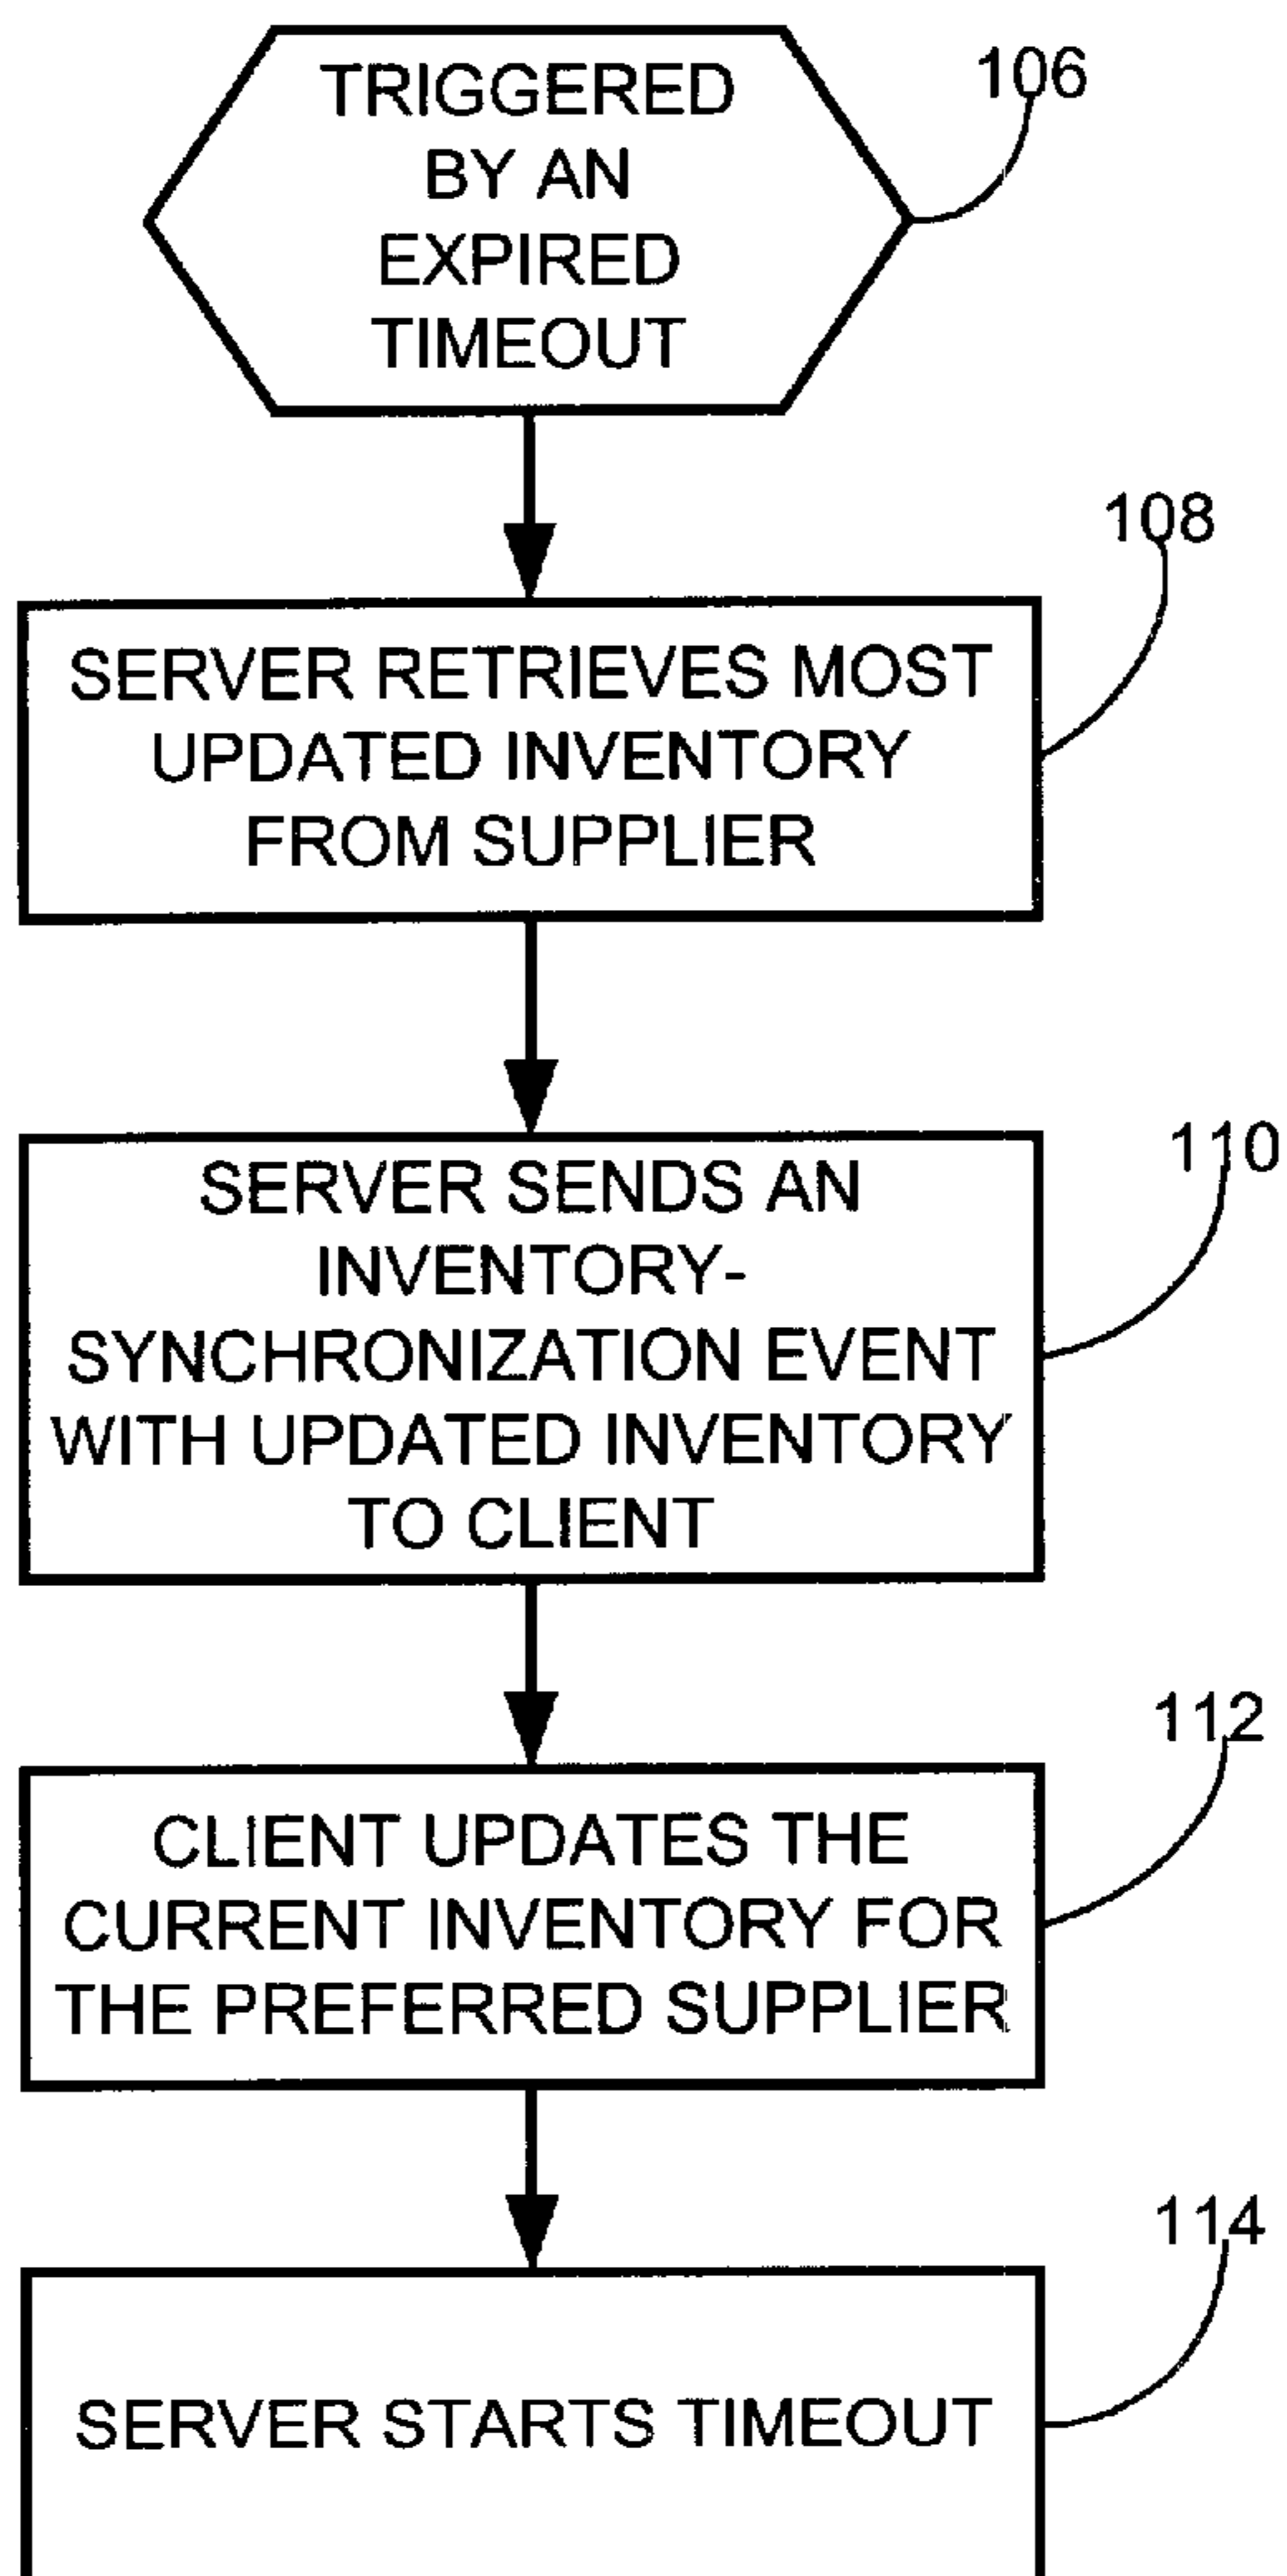 TRIGGERED
BY AN
EXPIRED
TIMEOUT
106
108
SERVER RETRIEVES MOST
UPDATED INVENTORY
FROM SUPPLIER
110
SERVER SENDS AN
INVENTORY-
SYNCHRONIZATION EVENT
WITH UPDATED INVENTORY
TO CLIENT
112
CLIENT UPDATES THE
CURRENT INVENTORY FOR
THE PREFERRED SUPPLIER
114
SERVER STARTS TIMEOUT